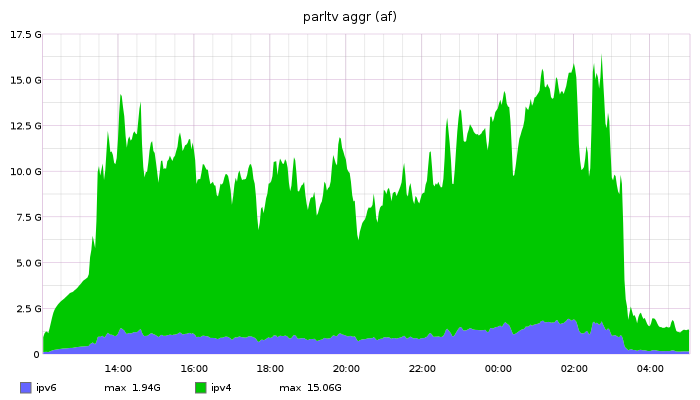 parltv aggr (af)
17.5 G
15.0 G
12.5 G
10.0 G
7.5 G
5.0 G
2.5 G
0
14:00 16:00 18:00 20:00 22:00 00:00 02:00 04:00
ipv6 max 1.94G ipv4 max 15.06G